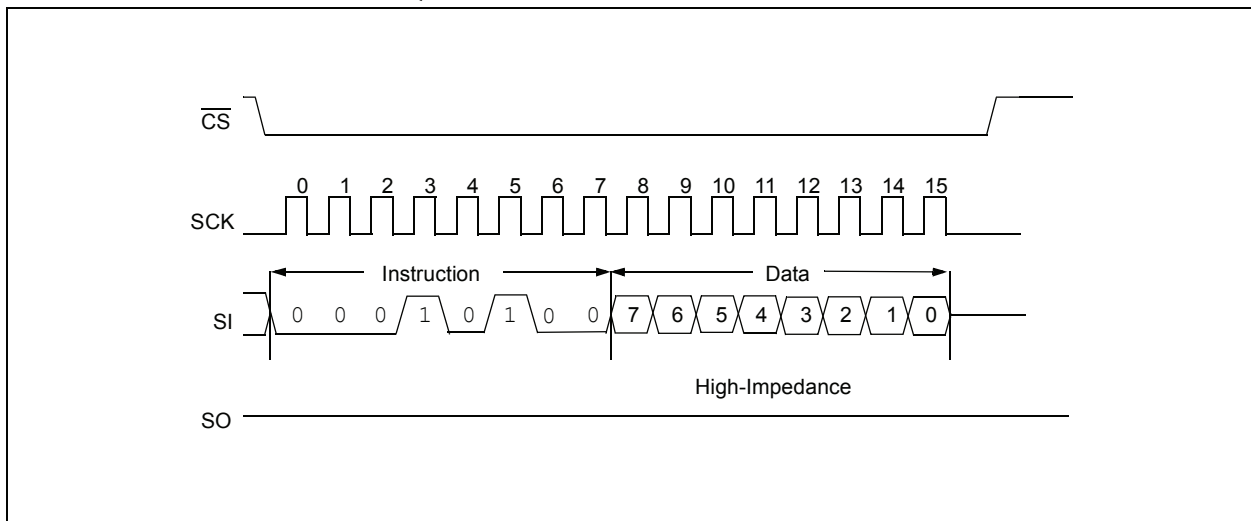 CS
0 1 2 3 4 5 6 7 8 9 10 11 12 13 14 15
SCK
Instruction Data
SI 0 0 0 1 0 1 0 0 7 6 5 4 3 2 1 0
High-Impedance
SO